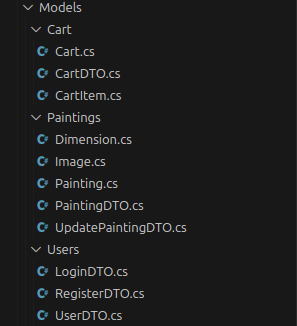 Models
Cart
C# Cart.cs
C# CartDTO.cs
C# CartItem.cs
Paintings
C# Dimension.cs
C# Image.cs
C# Painting.cs
C# PaintingDTO.cs
C# UpdatePaintingDTO.cs
Users
C# LoginDTO.cs
C# RegisterDTO.cs
C# UserDTO.cs